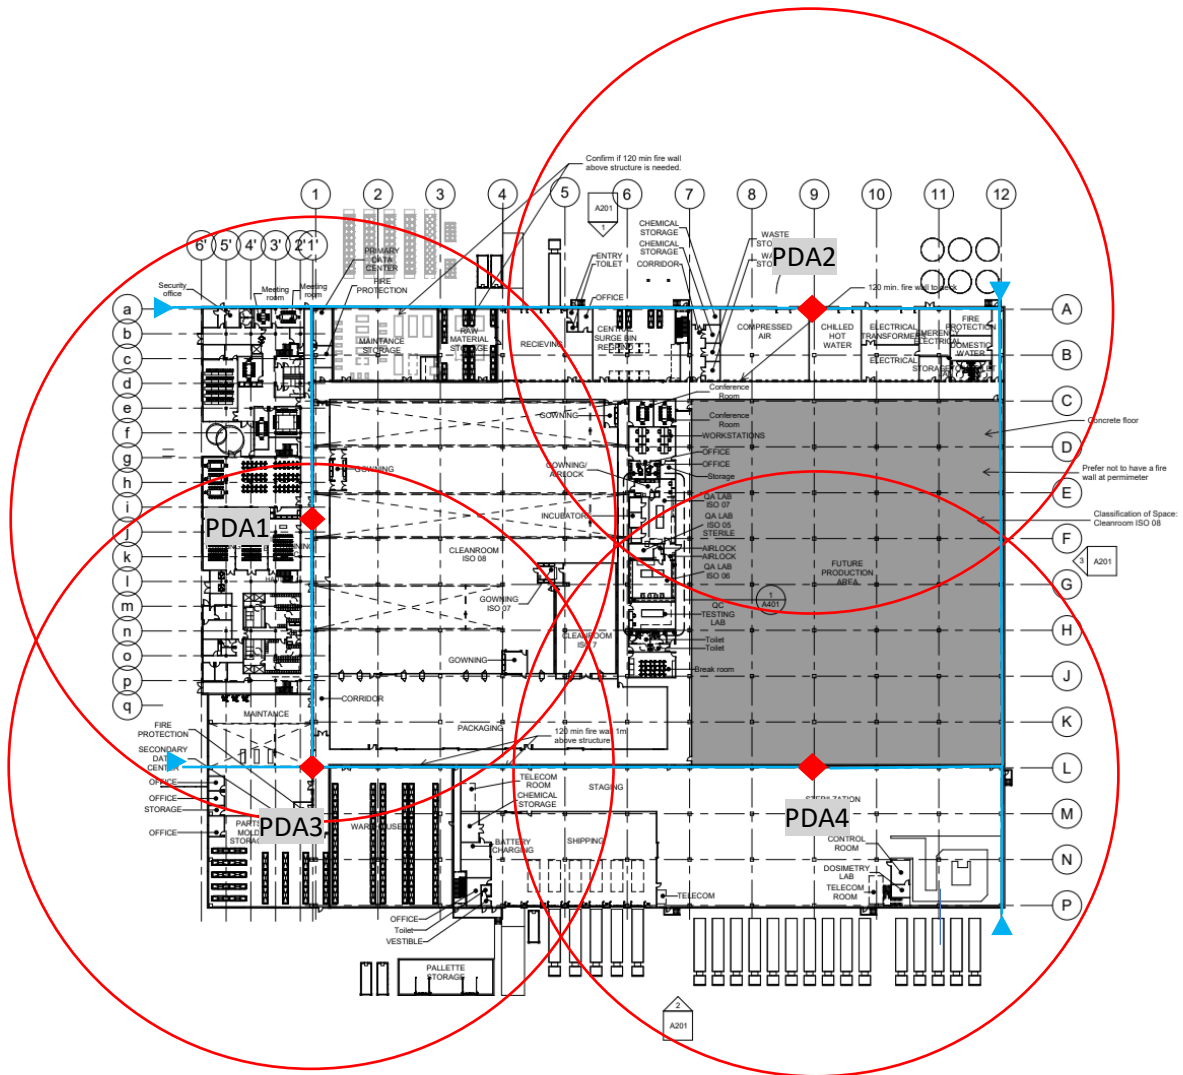 Confirm if 120 min fire wall
above structure is needed.
1
2
3
4
5
6
7
8
9
10
11
12
A201
1
6'
5'
4'
3'
2'
1'
PRIMARY
DATA
CENTER
FIRE
PROTECTION
CHEMICAL
STORAGE
CHEMICAL
STORAGE
CORRIDOR
WASTE
PDA2
ENTRY
TOILET
OFFICE
120 min. fire wall to deck
Security
office
Meeting
room
Meeting
room
a
b
c
d
e
f
g
h
i
j
k
l
m
n
o
p
q
A
B
C
D
E
F
G
H
J
K
L
M
N
P
MAINTANCE
STORAGE
RAW
MATERIAL
STORAGE
RECIEVING
CENTRAL
SURGE BIN
COMPRESSED
AIR
CHILLED
HOT
WATER
ELECTRICAL
TRANSFORMER
ELECTRICAL
EMERGENCY
ELECTRICAL
FIRE
PROTECTION
DOMESTIC
WATER
STORAGE
Conference
Room
Conference
Room
WORKSTATIONS
OFFICE
OFFICE
Storage
GOWNING
GOWNING
GOWNING/
AIRLOCK
INCUBATOR
QA LAB
ISO 07
QA LAB
ISO 05
STERILE
AIRLOCK
AIRLOCK
QA LAB
ISO 06
Concrete floor
Prefer not to have a fire
wall at permimeter
Classification of Space:
Cleanroom ISO 08
3
A201
PDA1
CLEANROOM
ISO 08
GOWNING
ISO 07
CLEANROOM
ISO 7
GOWNING
FUTURE
PRODUCTION
AREA
1
A401
QC
TESTING
LAB
Toilet
Toilet
Break room
CORRIDOR
PACKAGING
120 min fire wall 1m
above structure
MAINTANCE
FIRE
PROTECTION
SECONDARY
DATA
CENTER
OFFICE
OFFICE
STORAGE
OFFICE
PDA3
TELECOM
ROOM
CHEMICAL
STORAGE
BATTERY
CHARGING
STAGING
SHIPPING
PDA4
CONTROL
ROOM
DOSIMETRY
LAB
TELECOM
ROOM
TELECOM
OFFICE
Toilet
VESTIBLE
PALLETTE
STORAGE
2
A201